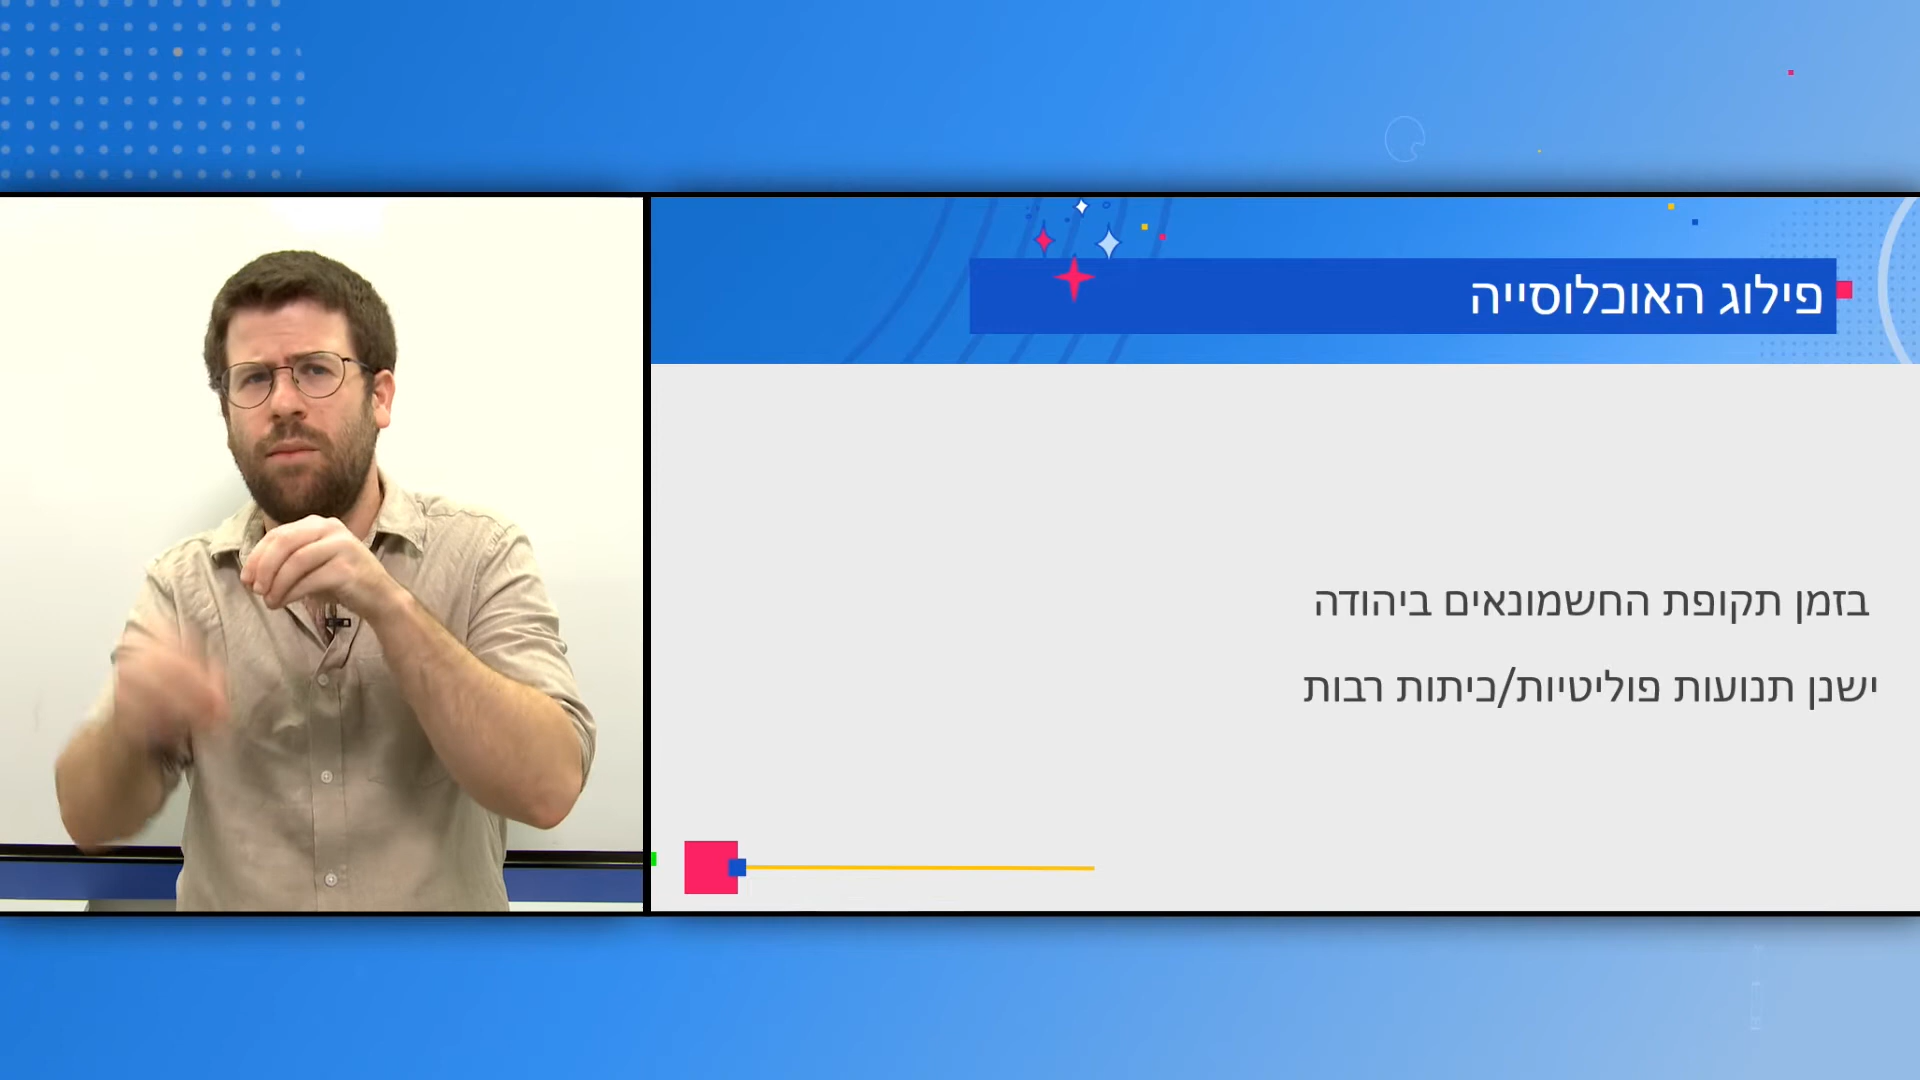 פילוג האוכלוסייה
בזמן תקופת החשמונאים ביהודה
ישנן תנועות פוליטיות/כיתות רבות